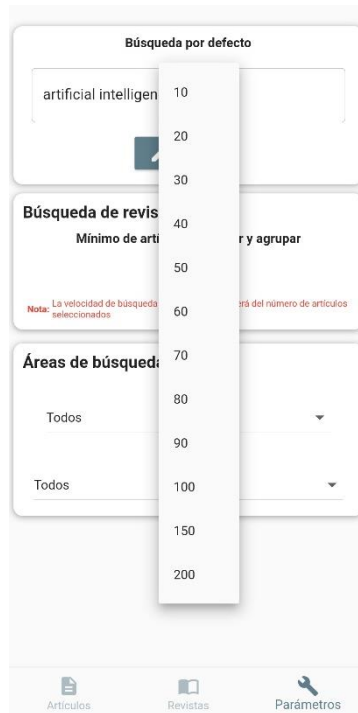 Búsqueda por defecto
artificial intelligen
Búsqueda de revis
Mínimo de artí r y agrupar
Nota: La velocidad de búsqueda erá del número de artículos
seleccionados
Áreas de búsqueda
Todos
Todos
10
20
30
40
50
60
70
80
90
100
150
200
Artículos
Revistas
Parámetros